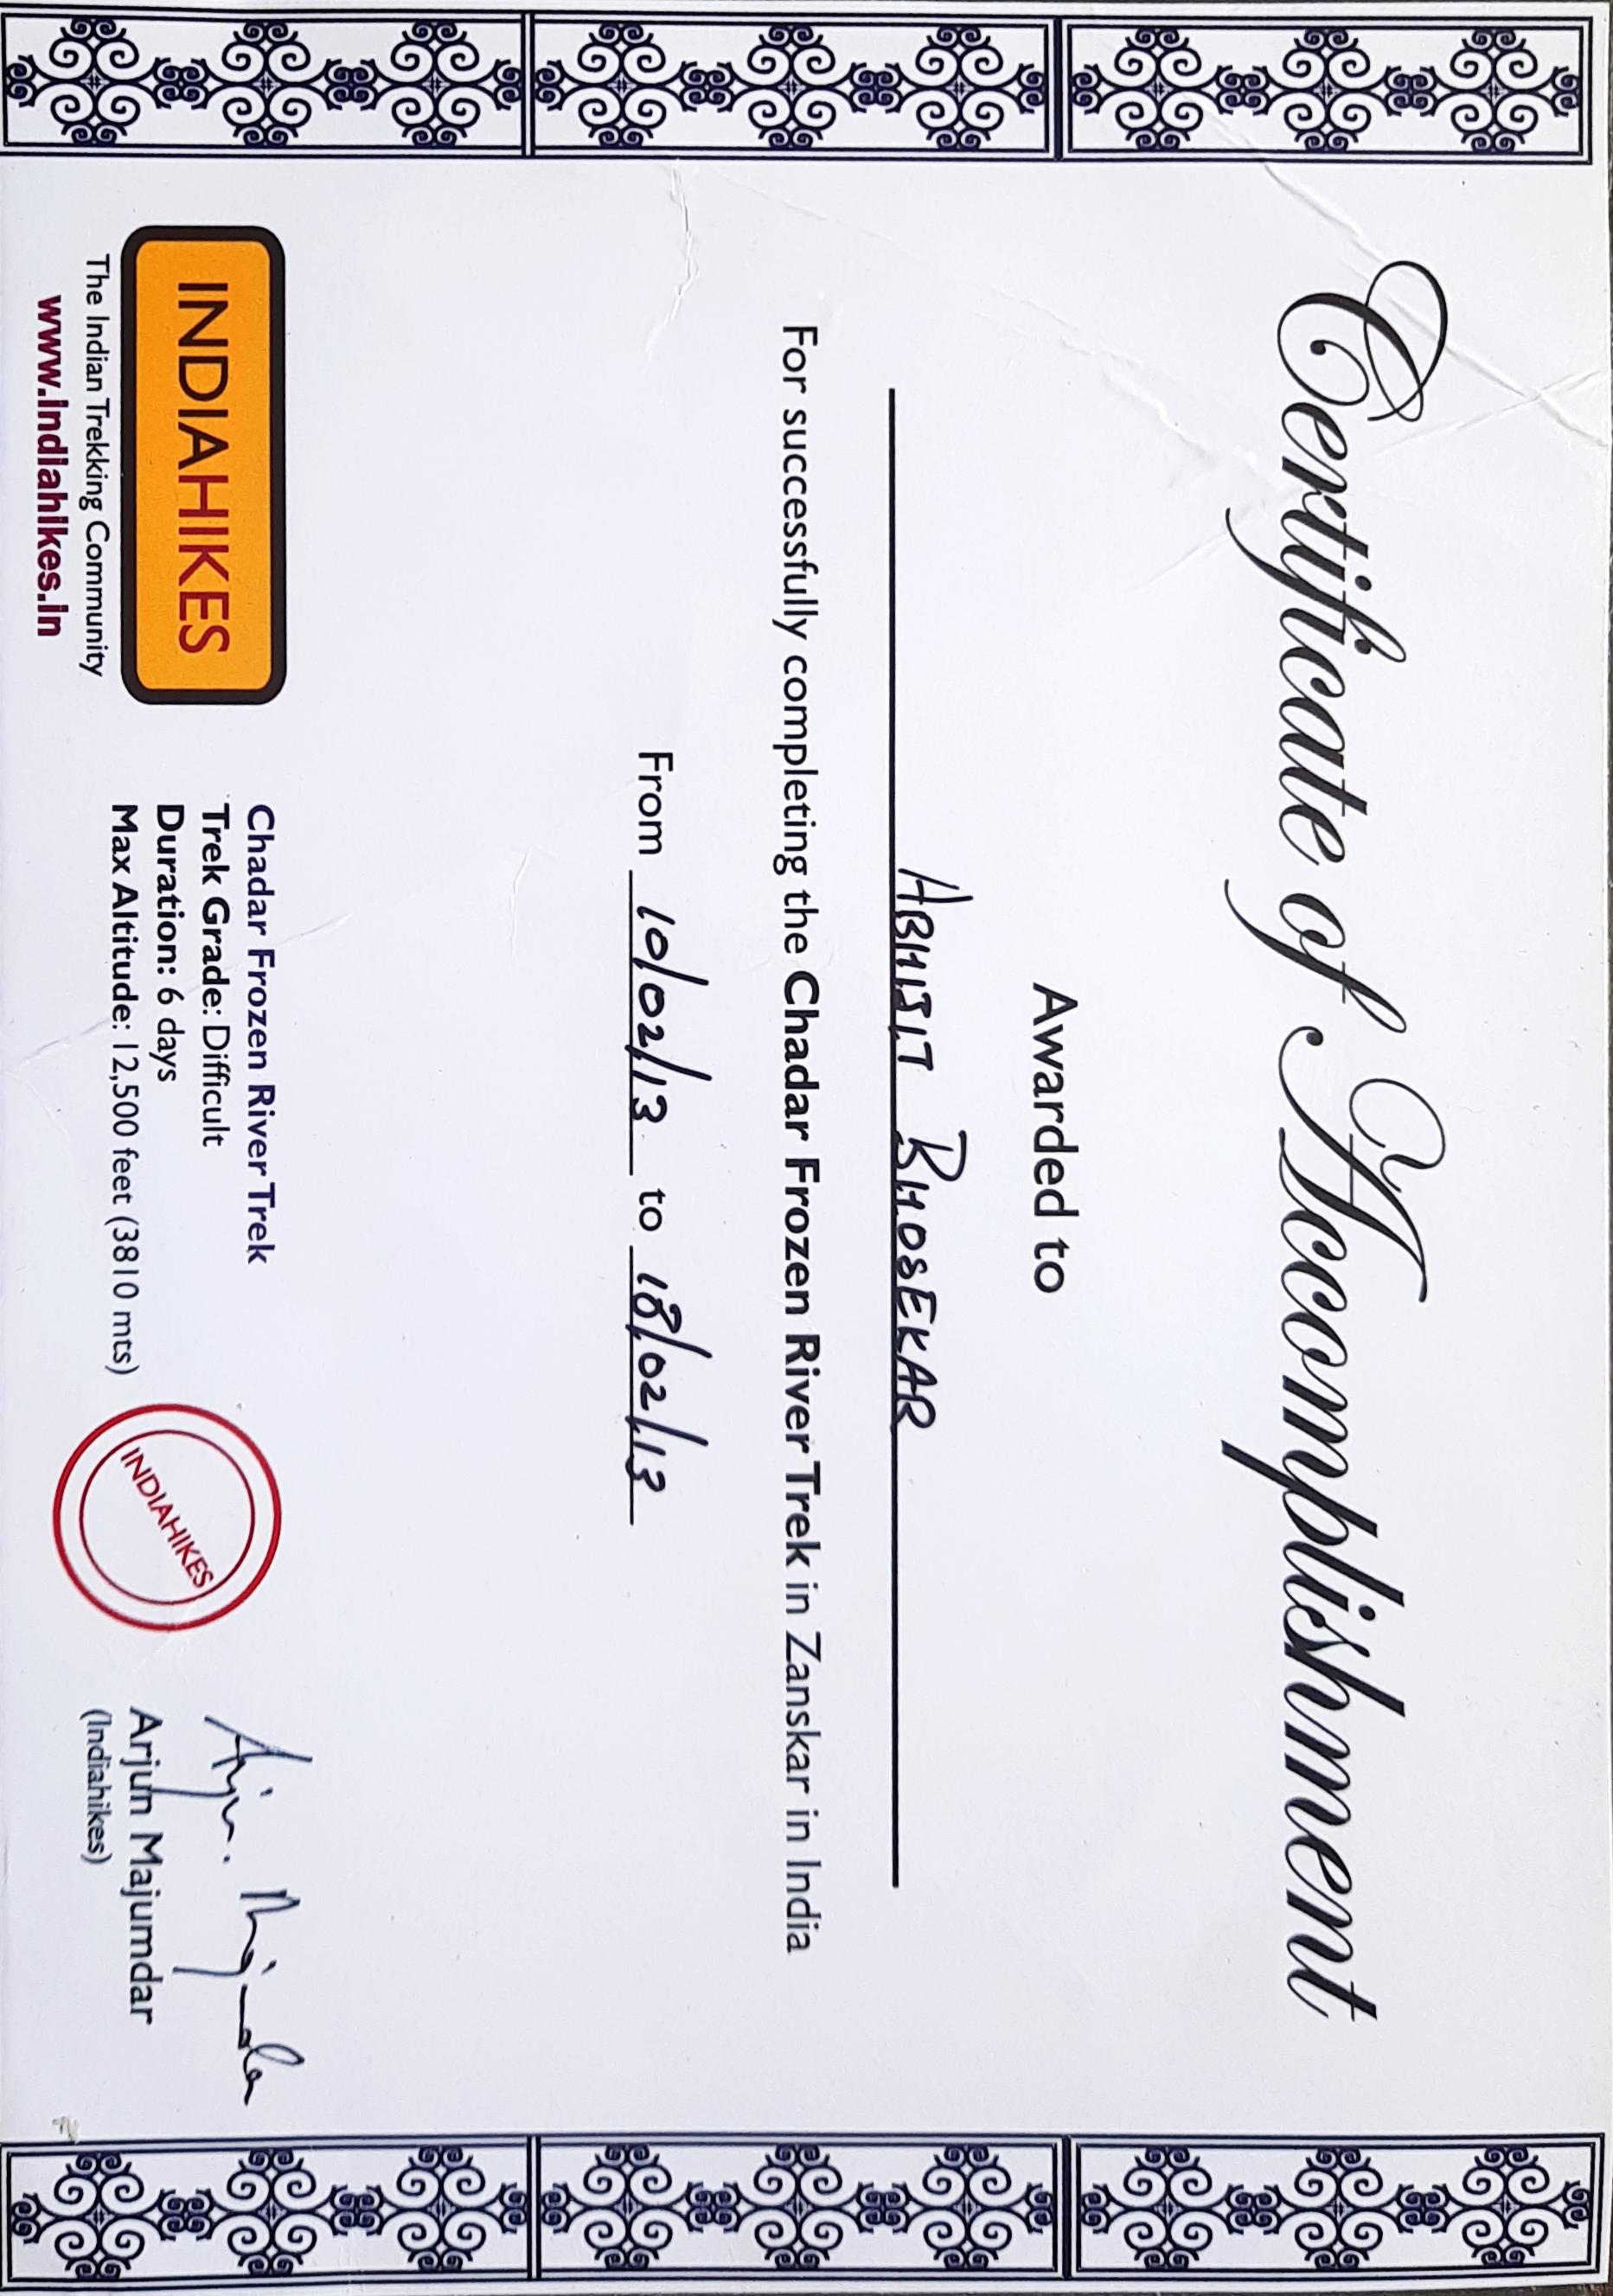 Certificate of Accomplishment
Awarded to
ABHIJIT BHOSEKAR
For successfully completing the Chadar Frozen River Trek in Zanskar in India
From 10/02/13 to 18/02/13
INDIAHIKES
The Indian Trekking Community
www.indiahikes.in
Chadar Frozen River Trek
Trek Grade: Difficult
Duration: 6 days
Max Altitude: 12,500 feet (3810 mts)
INDIAHIKES
Arjun Majumdar
Arjun Majumdar
(Indiahikes)